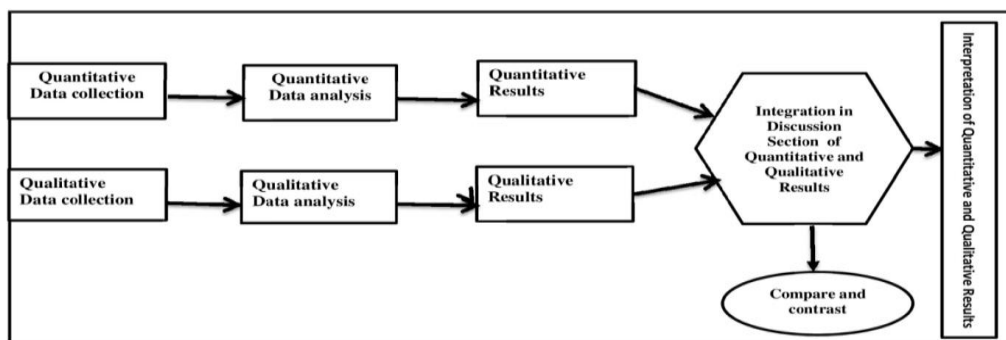 Quantitative
Data collection
Quantitative
Data analysis
Quantitative
Results
Qualitative
Data collection
Qualitative
Data analysis
Qualitative
Results
Integration in
Discussion
Section of
Quantitative and
Qualitative
Results
Compare and
contrast
Interpretation of Quantitative and Qualitative Results